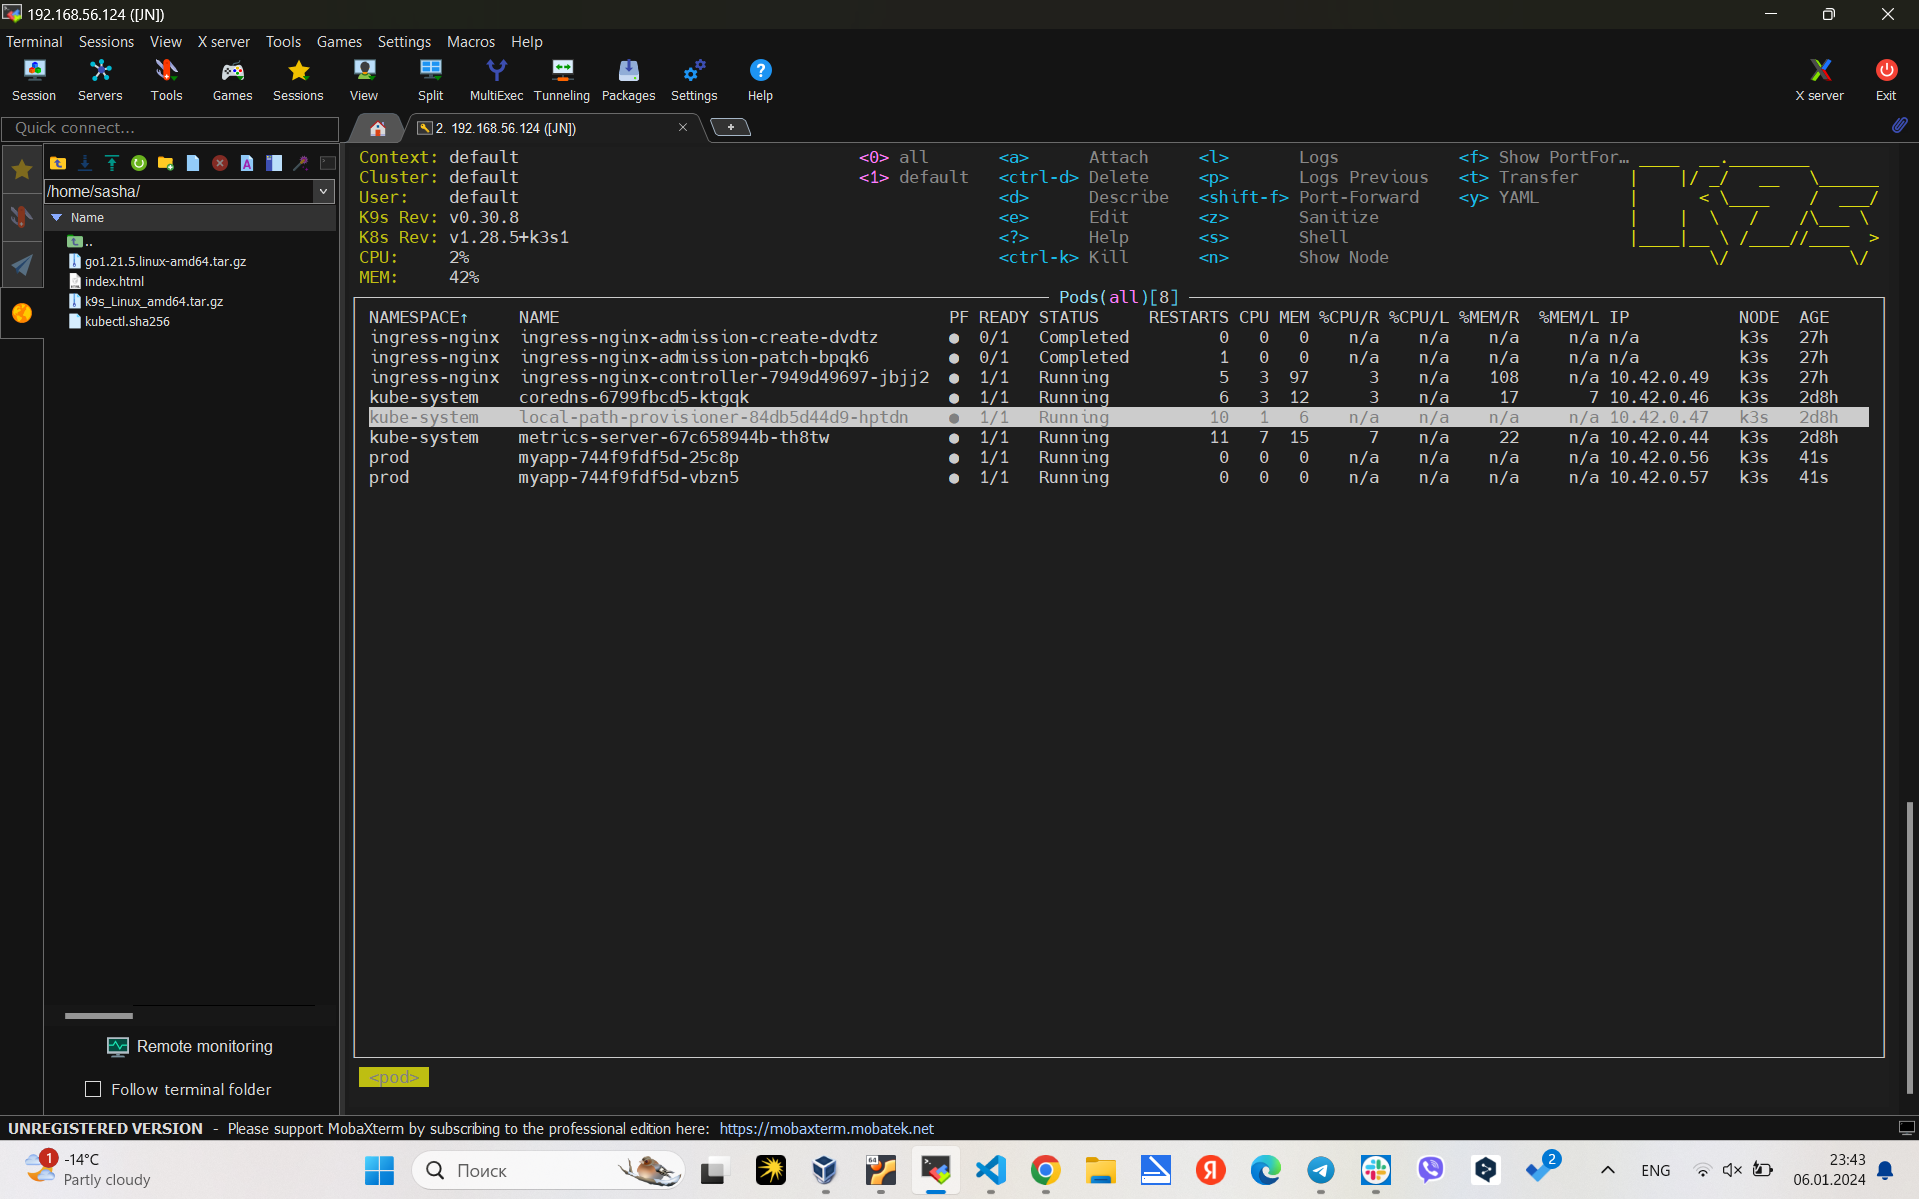 192.168.56.124 ([JN])
Terminal Sessions View X server Tools Games Settings Macros Help
Session Servers Tools Games Sessions View Split MultiExec Tunneling Packages Settings Help X server Exit
Quick connect...
2. 192.168.56.124 ([JN])
/home/sasha/
Name
..
go1.21.5.linux-amd64.tar.gz
index.html
k9s_Linux_amd64.tar.gz
kubectl.sha256
Remote monitoring
Follow terminal folder
Context: default <0> all <a> Attach <l> Logs <f> Show PortFor…
Cluster: default <1> default <ctrl-d> Delete <p> Logs Previous <t> Transfer
User: default <d> Describe <shift-f> Port-Forward <y> YAML
K9s Rev: v0.30.8 <e> Edit <z> Sanitize
K8s Rev: v1.28.5+k3s1 <?> Help <s> Shell
CPU: 2% <ctrl-k> Kill <n> Show Node
MEM: 42%
Pods(all)[8]
NAMESPACE↑ NAME PF READY STATUS RESTARTS CPU MEM %CPU/R %CPU/L %MEM/R %MEM/L IP NODE AGE
ingress-nginx ingress-nginx-admission-create-dvdtz ● 0/1 Completed 0 0 0 n/a n/a n/a n/a n/a k3s 27h
ingress-nginx ingress-nginx-admission-patch-bpqk6 ● 0/1 Completed 1 0 0 n/a n/a n/a n/a n/a k3s 27h
ingress-nginx ingress-nginx-controller-7949d49697-jbjj2 ● 1/1 Running 5 3 97 3 n/a 108 n/a 10.42.0.49 k3s 27h
kube-system coredns-6799fbcd5-ktgqk ● 1/1 Running 6 3 12 3 n/a 17 7 10.42.0.46 k3s 2d8h
kube-system local-path-provisioner-84db5d44d9-hptdn ● 1/1 Running 10 1 6 n/a n/a n/a n/a 10.42.0.47 k3s 2d8h
kube-system metrics-server-67c658944b-th8tw ● 1/1 Running 11 7 15 7 n/a 22 n/a 10.42.0.44 k3s 2d8h
prod myapp-744f9fdf5d-25c8p ● 1/1 Running 0 0 0 n/a n/a n/a n/a 10.42.0.56 k3s 41s
prod myapp-744f9fdf5d-vbzn5 ● 1/1 Running 0 0 0 n/a n/a n/a n/a 10.42.0.57 k3s 41s
<pod>
UNREGISTERED VERSION - Please support MobaXterm by subscribing to the professional edition here: https://mobaxterm.mobatek.net
1 -14°C
Partly cloudy
Поиск
64
2
ENG
23:43
06.01.2024